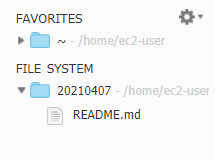 FAVORITES
~ - /home/ec2-user
FILE SYSTEM
20210407 - /home/ec2-user
README.md